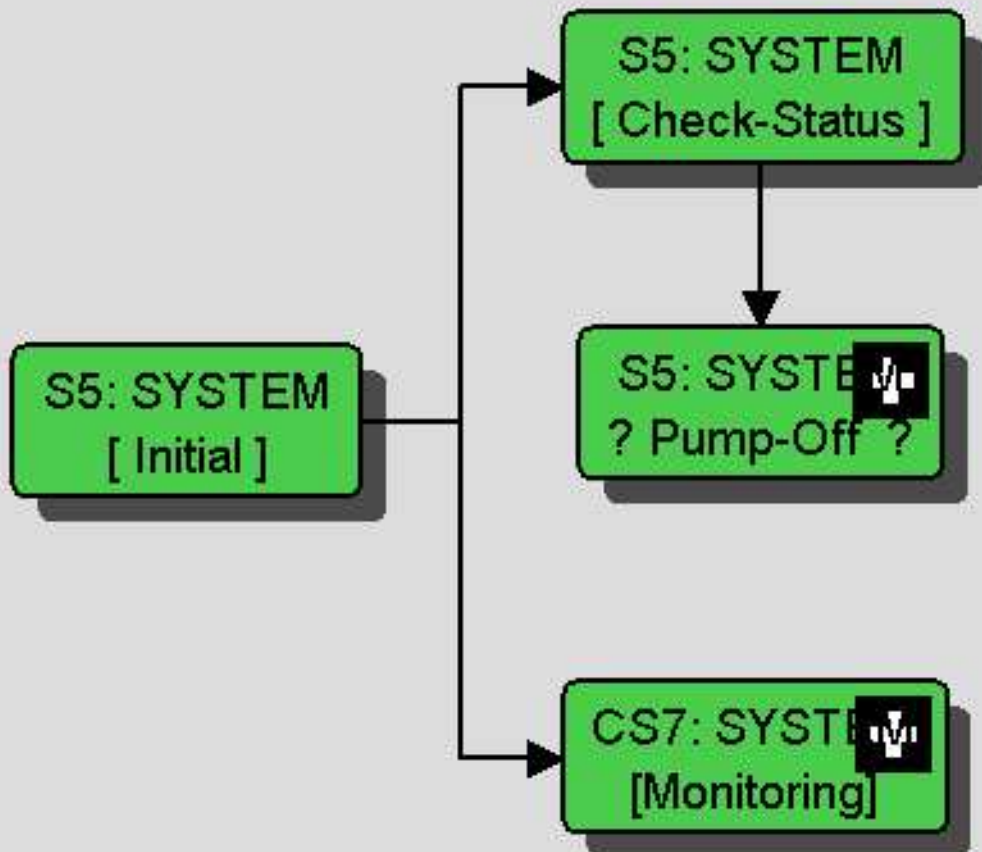 S5: SYSTEM
[ Check-Status ]
S5: SYSTEM
[ Initial ]
S5: SYSTE
? Pump-Off ?
CS7: SYSTE
[Monitoring]